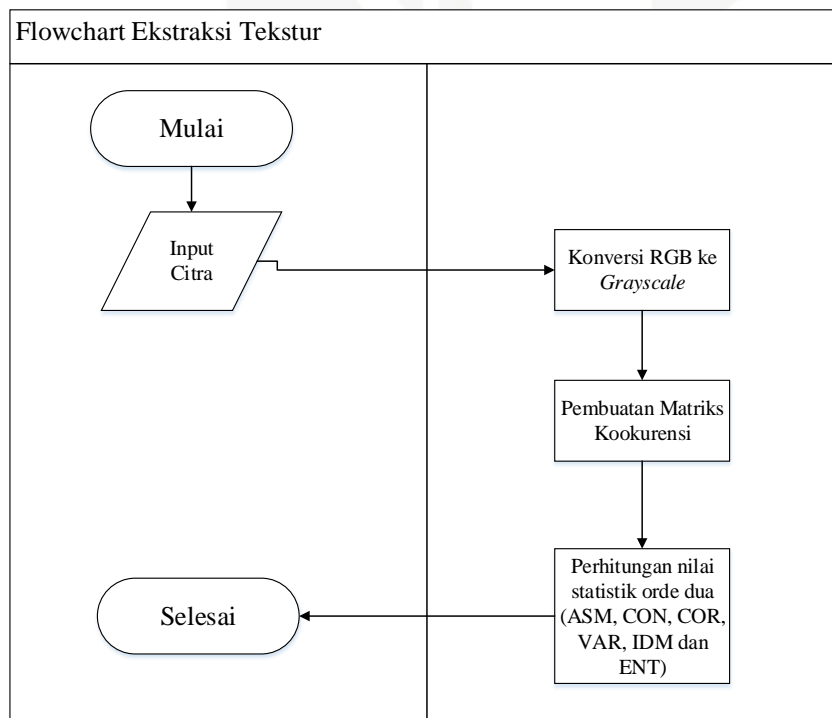 Flowchart Ekstraksi Tekstur
Mulai
Input
Citra
Konversi RGB ke
Grayscale
Pembuatan Matriks
Kookurensi
Perhitungan nilai
statistik orde dua
(ASM, CON, COR,
VAR, IDM dan
ENT)
Selesai